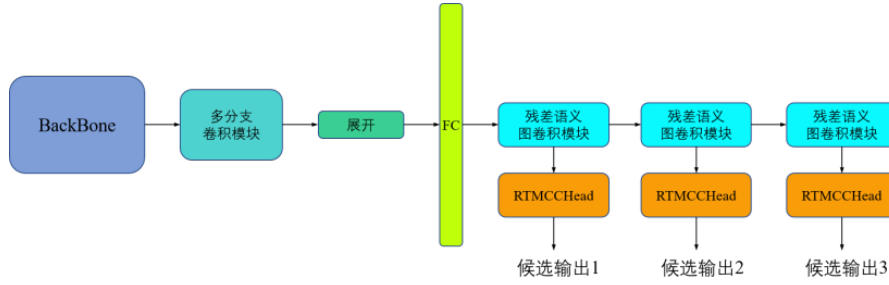 BackBone
多分支
卷积模块
展开
FC
残差语义
图卷积模块
残差语义
图卷积模块
残差语义
图卷积模块
RTMCCHead
RTMCCHead
RTMCCHead
候选输出1
候选输出2
候选输出3